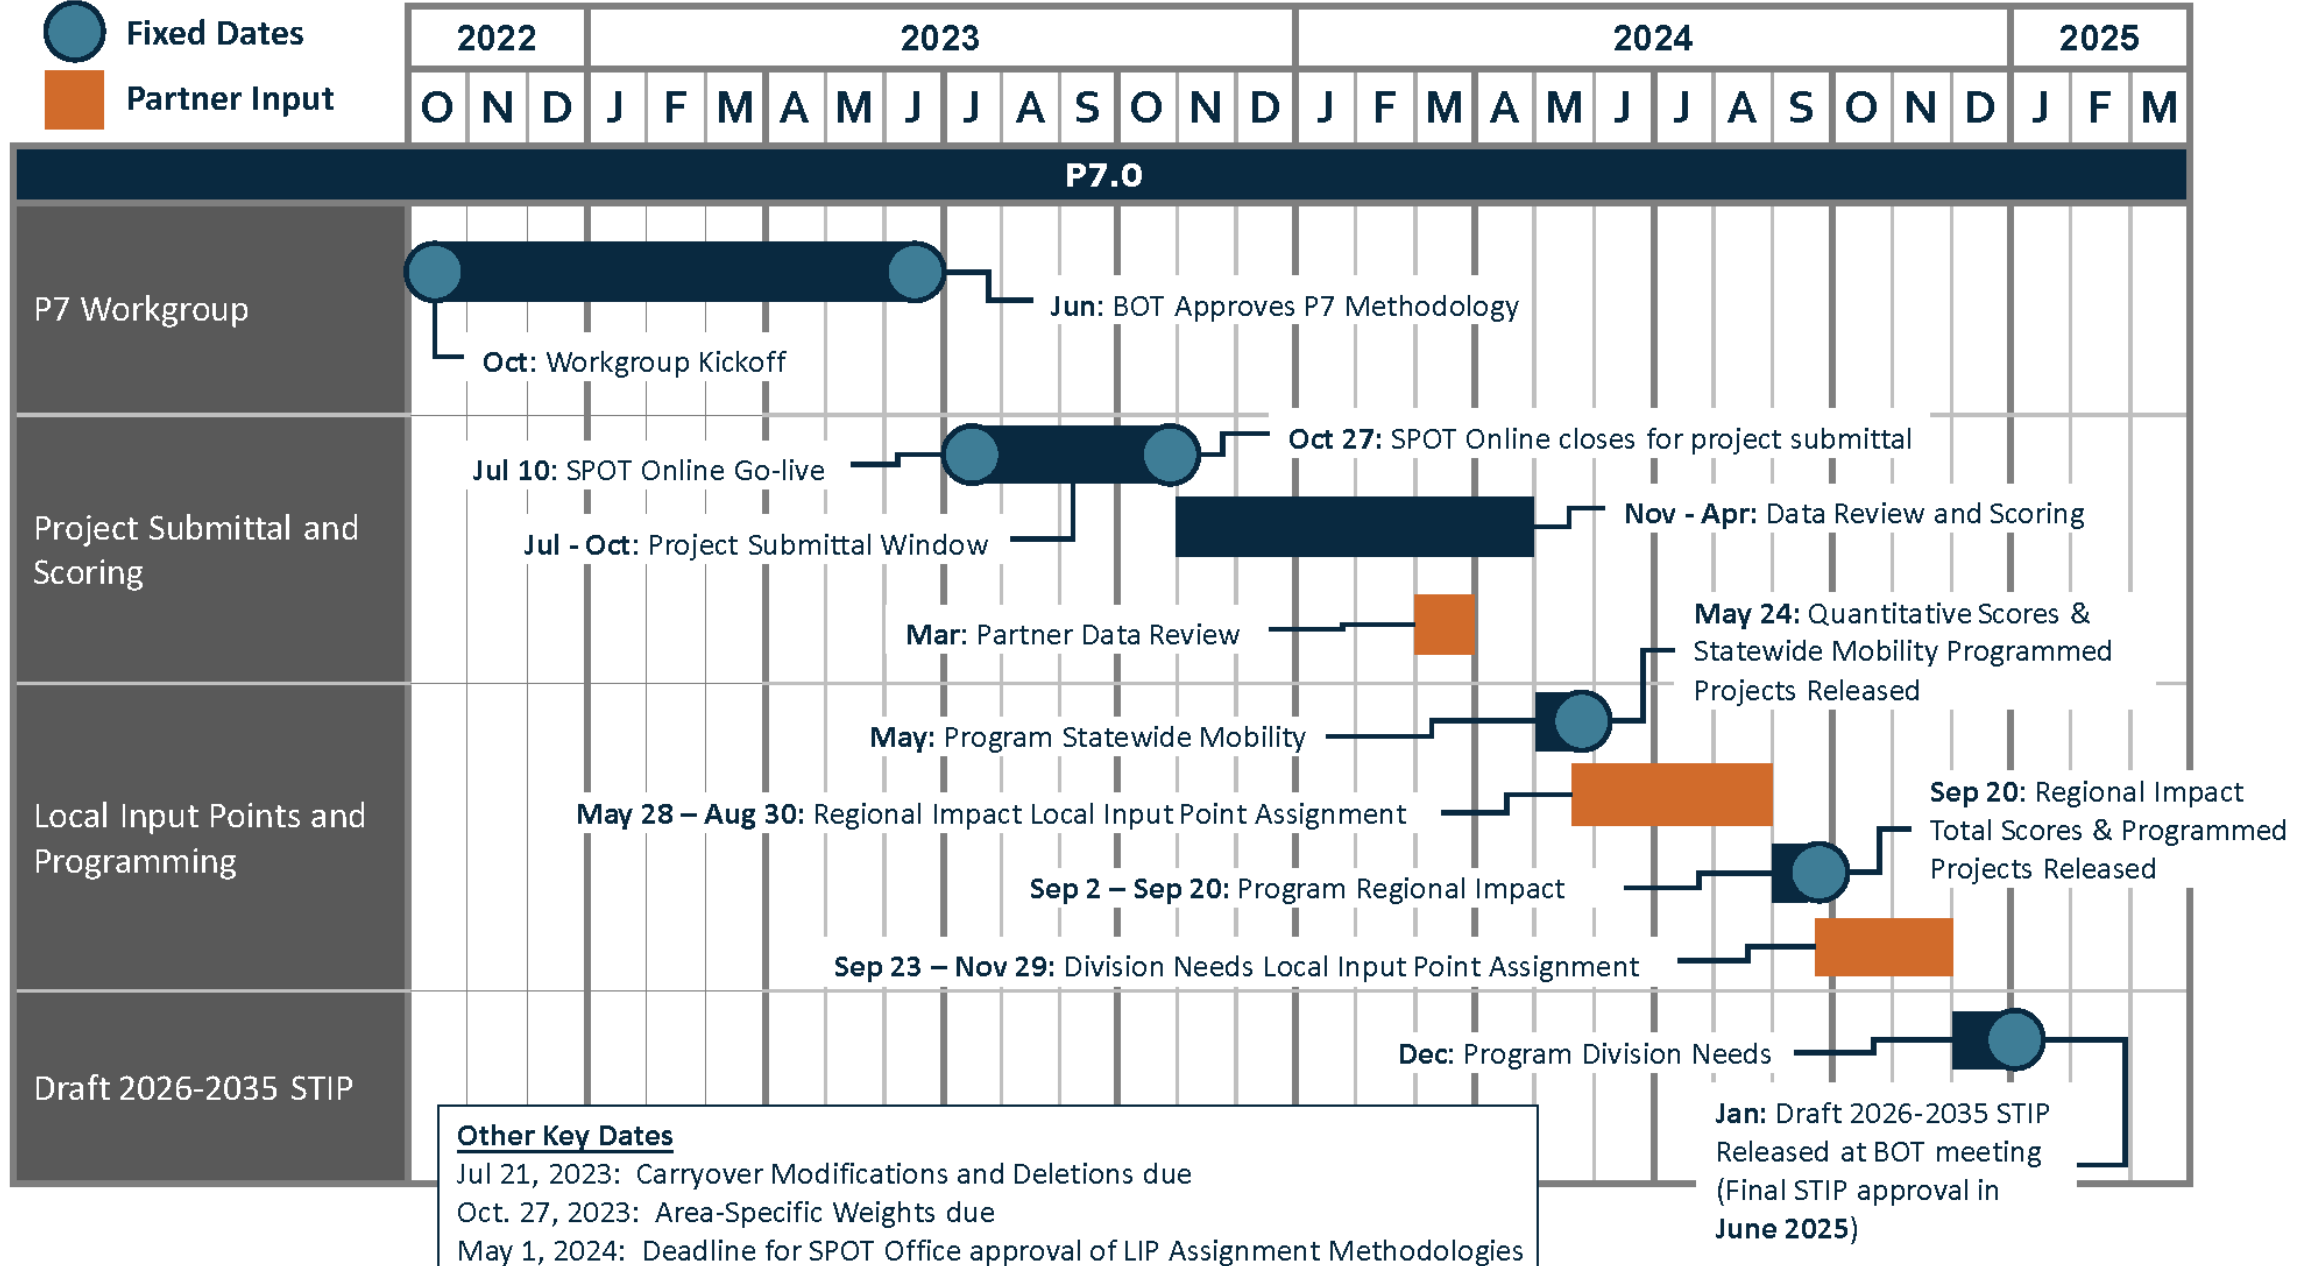 Fixed Dates
Partner Input
2022 2023 2024 2025
O N D J F M A M J J A S O N D J F M A M J J A S O N D J F M
P7.0
P7 Workgroup
Jun: BOT Approves P7 Methodology
Oct: Workgroup Kickoff
Project Submittal and
Scoring
Oct 27: SPOT Online closes for project submittal
Jul 10: SPOT Online Go-live
Nov - Apr: Data Review and Scoring
Jul - Oct: Project Submittal Window
Mar: Partner Data Review
May 24: Quantitative Scores &
Statewide Mobility Programmed
Projects Released
Local Input Points and
Programming
May: Program Statewide Mobility
May 28 – Aug 30: Regional Impact Local Input Point Assignment
Sep 20: Regional Impact
Total Scores & Programmed
Projects Released
Sep 2 – Sep 20: Program Regional Impact
Sep 23 – Nov 29: Division Needs Local Input Point Assignment
Draft 2026-2035 STIP
Dec: Program Division Needs
Jan: Draft 2026-2035 STIP
Released at BOT meeting
(Final STIP approval in
June 2025)
Other Key Dates
Jul 21, 2023: Carryover Modifications and Deletions due
Oct. 27, 2023: Area-Specific Weights due
May 1, 2024: Deadline for SPOT Office approval of LIP Assignment Methodologies